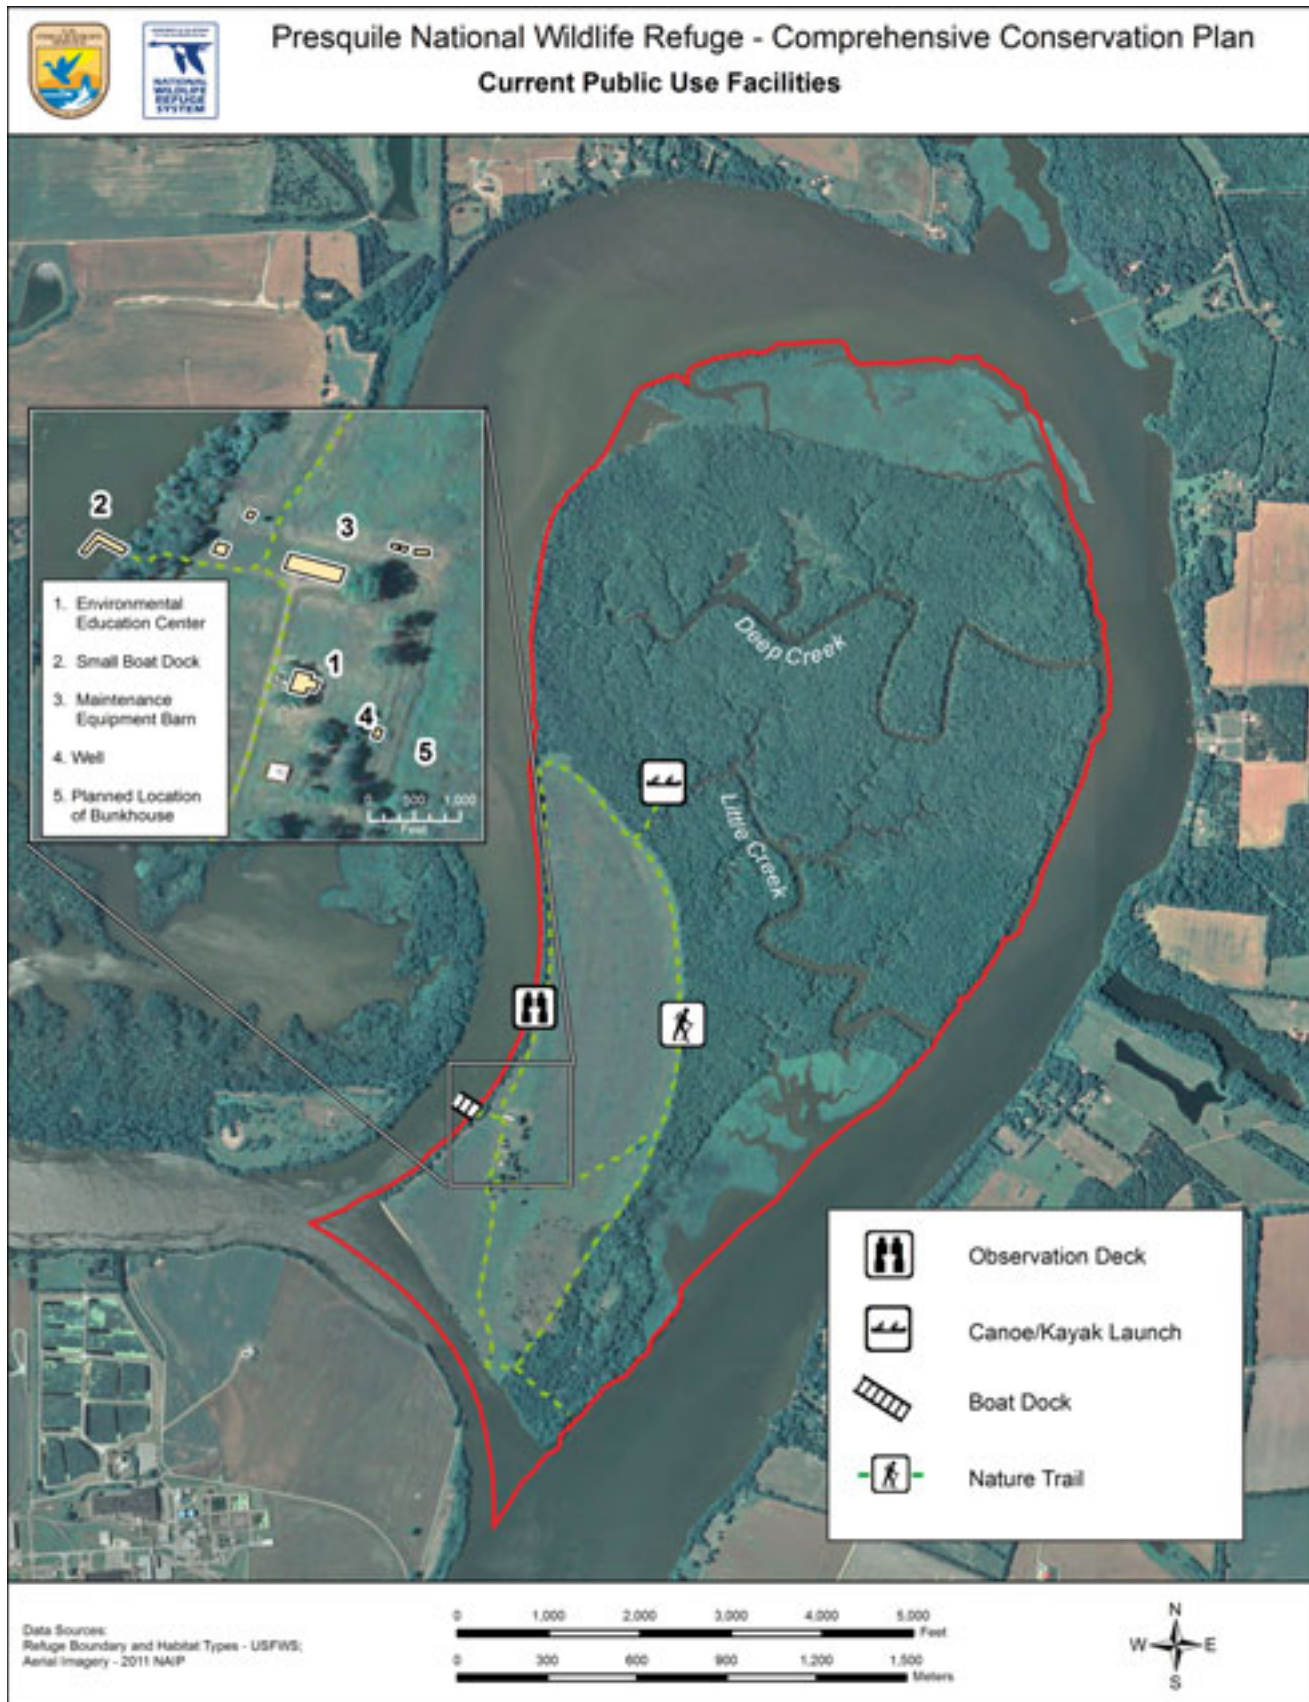 Presquile National Wildlife Refuge - Comprehensive Conservation Plan
Current Public Use Facilities
NATIONAL
WILDLIFE
REFUGE
SYSTEM
2
3
1
4
5
1. Environmental
Education Center
2. Small Boat Dock
3. Maintenance
Equipment Barn
4. Well
5. Planned Location
of Bunkhouse
0 500 1,000
Feet
Deep Creek
Little Creek
Observation Deck
Canoe/Kayak Launch
Boat Dock
Nature Trail
Data Sources:
Refuge Boundary and Habitat Types - USFWS;
Aerial Imagery - 2011 NAIP
0 1,000 2,000 3,000 4,000 5,000
Feet
0 300 600 900 1,200 1,500
Meters
N
W E
S